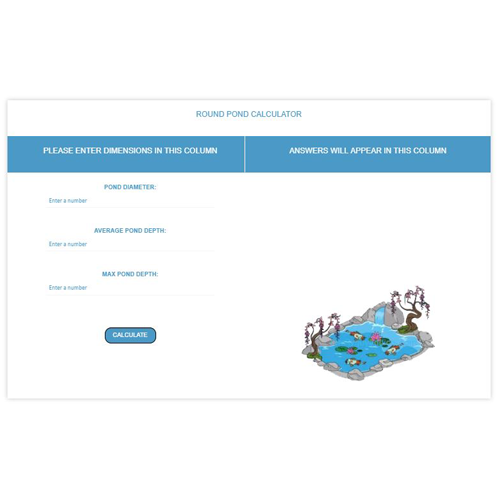 ROUND POND CALCULATOR
PLEASE ENTER DIMENSIONS IN THIS COLUMN
ANSWERS WILL APPEAR IN THIS COLUMN
POND DIAMETER:
Enter a number
AVERAGE POND DEPTH:
Enter a number
MAX POND DEPTH:
Enter a number
CALCULATE